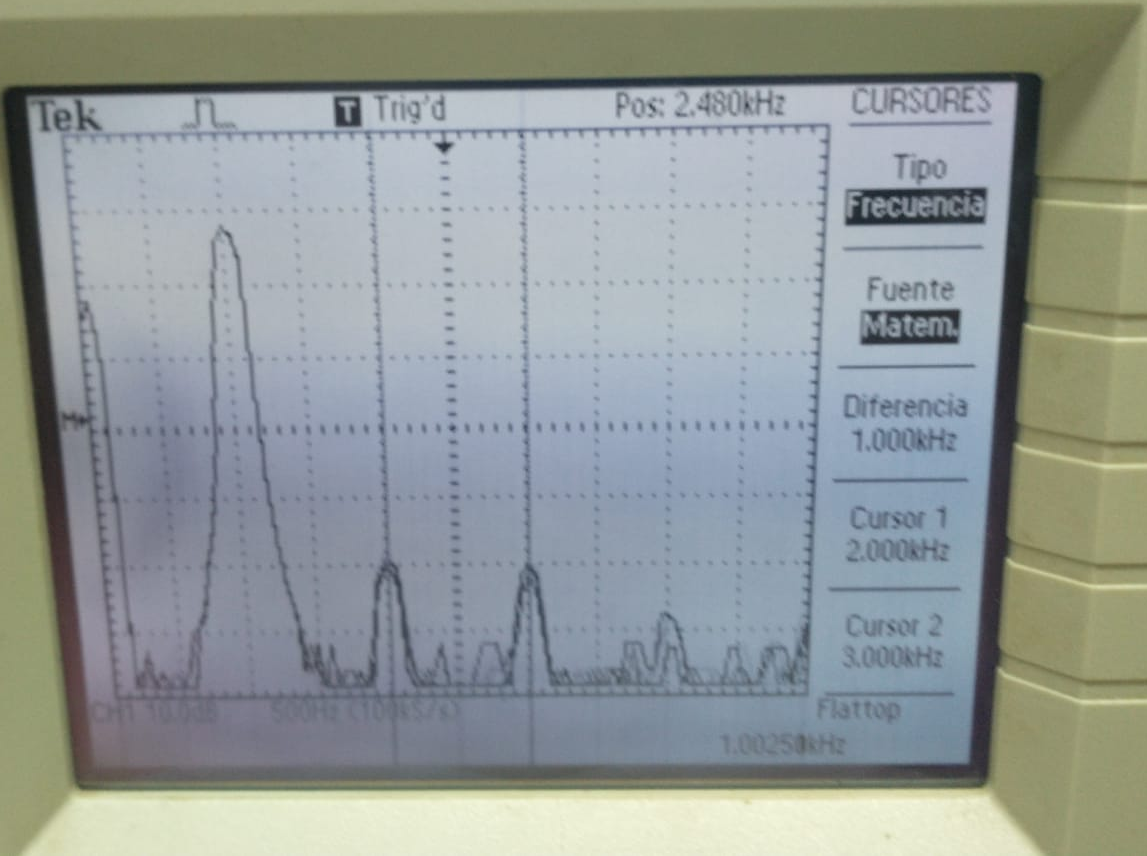 Tek T Trig'd Pos: 2.480kHz CURSORES
Tipo
Frecuencia
Fuente
Matem.
M
Diferencia
1.000kHz
Cursor 1
2.000kHz
Cursor 2
3.000kHz
CH1 10.0dB 500Hz (100kS/s) Flattop